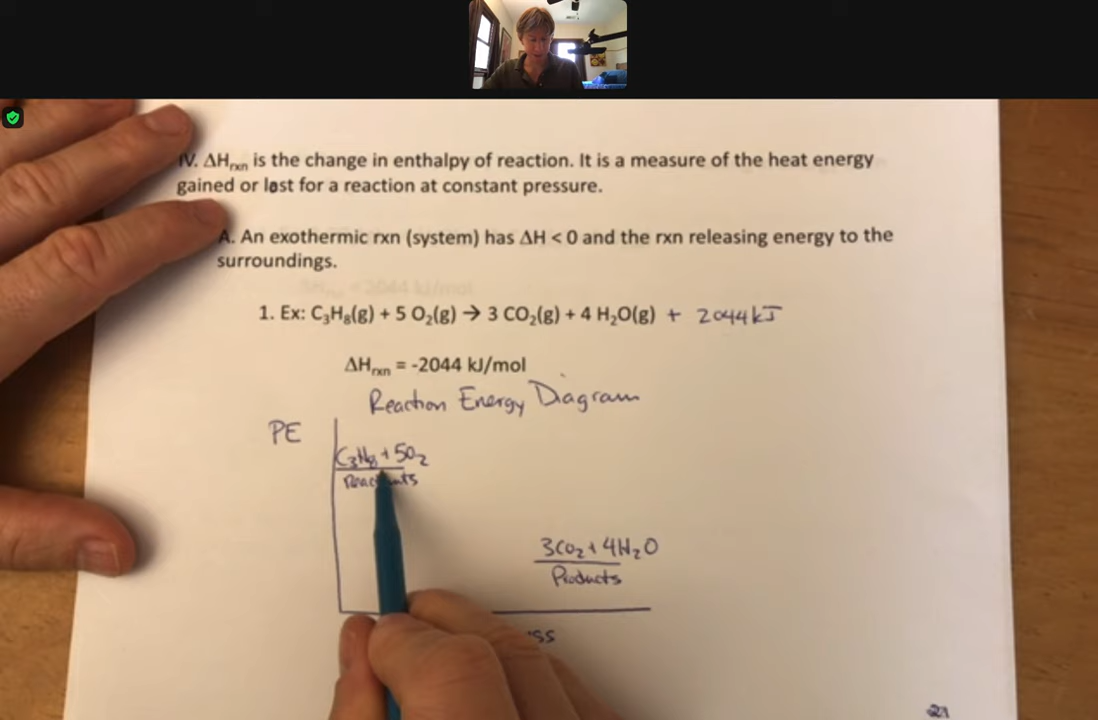 IV. ΔHrxn is the change in enthalpy of reaction. It is a measure of the heat energy
gained or lost for a reaction at constant pressure.
A. An exothermic rxn (system) has ΔH < 0 and the rxn releasing energy to the
surroundings.
1. Ex: C₃H₈(g) + 5 O₂(g) → 3 CO₂(g) + 4 H₂O(g) + 2044 kJ
ΔHrxn = -2044 kJ/mol
Reaction Energy Diagram
PE
C₃H₈ + 5O₂
Reactants
3CO₂ + 4H₂O
Products
21